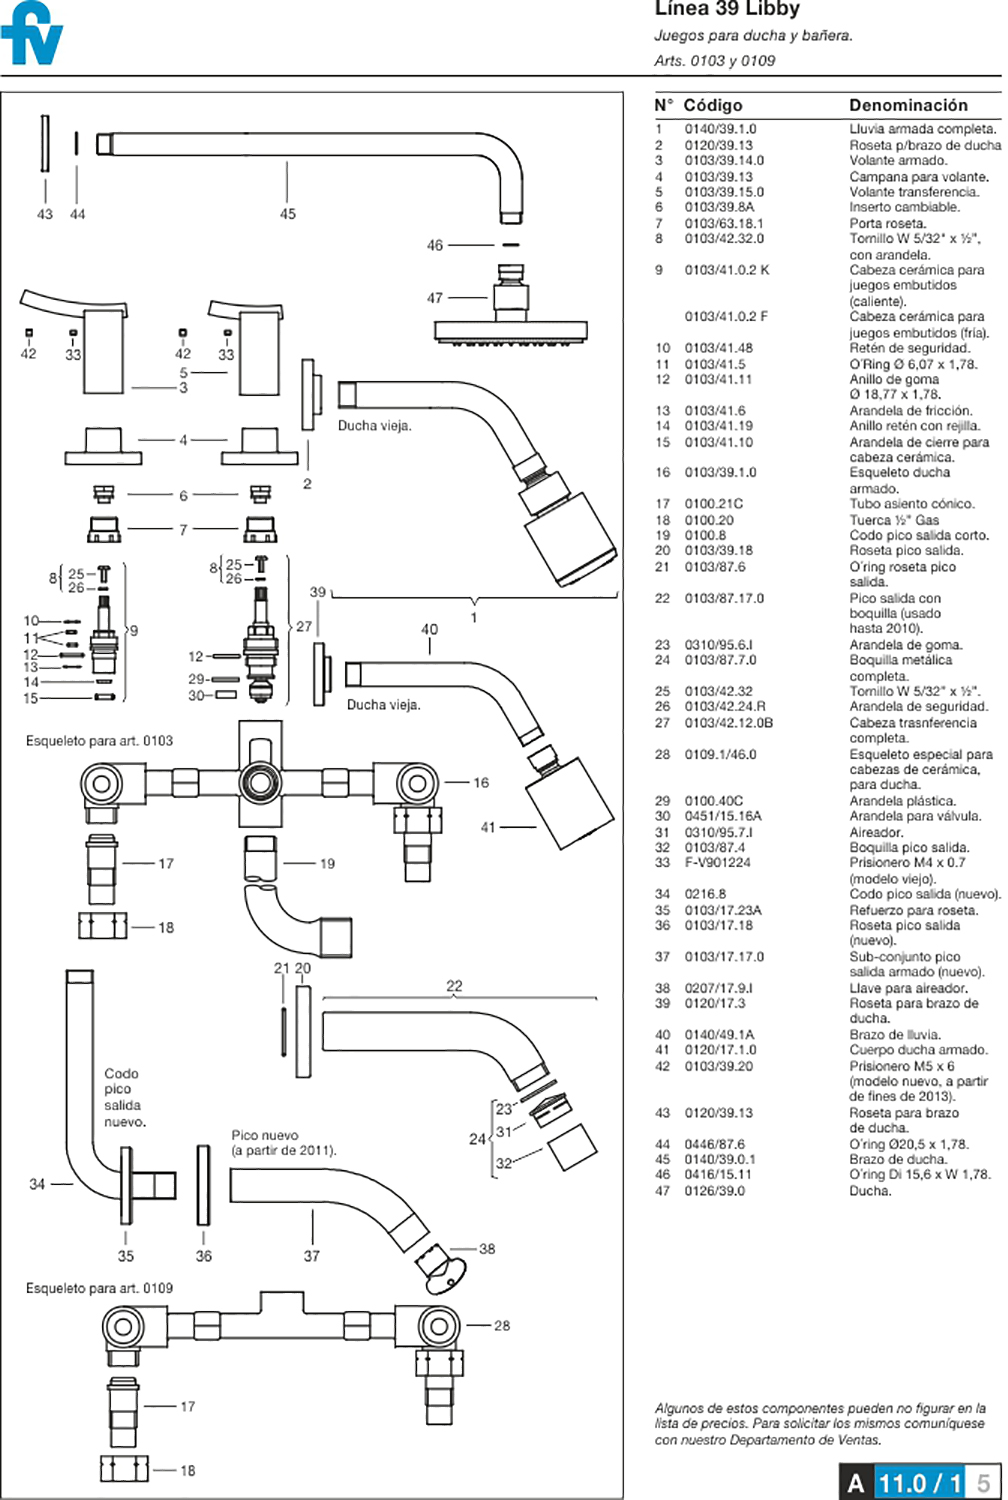 fv
Línea 39 Libby
Juegos para ducha y bañera.
Arts. 0103 y 0109
N° Código Denominación
1 0140/39.1.0 Lluvia armada completa.
2 0120/39.13 Roseta p/brazo de ducha
3 0103/39.14.0 Volante armado.
4 0103/39.13 Campana para volante.
5 0103/39.15.0 Volante transferencia.
6 0103/39.8A Inserto cambiable.
7 0103/63.18.1 Porta roseta.
8 0103/42.32.0 Tornillo W 5/32" x ½",
con arandela.
9 0103/41.0.2 K Cabeza cerámica para
juegos embutidos
(caliente).
0103/41.0.2 F Cabeza cerámica para
juegos embutidos (fría).
10 0103/41.48 Retén de seguridad.
11 0103/41.5 O´Ring Ø 6,07 x 1,78.
12 0103/41.11 Anillo de goma
Ø 18,77 x 1,78.
13 0103/41.6 Arandela de fricción.
14 0103/41.19 Anillo retén con rejilla.
15 0103/41.10 Arandela de cierre para
cabeza cerámica.
16 0103/39.1.0 Esqueleto ducha
armado.
17 0100.21C Tubo asiento cónico.
18 0100.20 Tuerca ½" Gas
19 0100.8 Codo pico salida corto.
20 0103/39.18 Roseta pico salida.
21 0103/87.6 O´ring roseta pico
salida.
22 0103/87.17.0 Pico salida con
boquilla (usado
hasta 2010).
23 0310/95.6.I Arandela de goma.
24 0103/87.7.0 Boquilla metálica
completa.
25 0103/42.32 Tornillo W 5/32" x ½".
26 0103/42.24.R Arandela de seguridad.
27 0103/42.12.0B Cabeza trasnferencia
completa.
28 0109.1/46.0 Esqueleto especial para
cabezas de cerámica,
para ducha.
29 0100.40C Arandela plástica.
30 0451/15.16A Arandela para válvula.
31 0310/95.7.I Aireador.
32 0103/87.4 Boquilla pico salida.
33 F-V901224 Prisionero M4 x 0.7
(modelo viejo).
34 0216.8 Codo pico salida (nuevo).
35 0103/17.23A Refuerzo para roseta.
36 0103/17.18 Roseta pico salida
(nuevo).
37 0103/17.17.0 Sub-conjunto pico
salida armado (nuevo).
38 0207/17.9.I Llave para aireador.
39 0120/17.3 Roseta para brazo de
ducha.
40 0140/49.1A Brazo de lluvia.
41 0120/17.1.0 Cuerpo ducha armado.
42 0103/39.20 Prisionero M5 x 6
(modelo nuevo, a partir
de fines de 2013).
43 0120/39.13 Roseta para brazo
de ducha.
44 0446/87.6 O´ring Ø20,5 x 1,78.
45 0140/39.0.1 Brazo de ducha.
46 0416/15.11 O´ring Di 15,6 x W 1,78.
47 0126/39.0 Ducha.
43 44 45
46
47
42 33 42 33
5
3
Ducha vieja.
4
2
6
7
8 25 8 25
26 26
39
1
10
11
9
27
40
12
12
13
14
29
15
30
Ducha vieja.
Esqueleto para art. 0103
16
41
17
19
18
21 20
22
Codo
pico
salida
nuevo.
23
24
31
32
Pico nuevo
(a partir de 2011).
34
35 36 37
38
Esqueleto para art. 0109
28
17
18
Algunos de estos componentes pueden no figurar en la
lista de precios. Para solicitar los mismos comuníquese
con nuestro Departamento de Ventas.
A 11.0 / 1 5